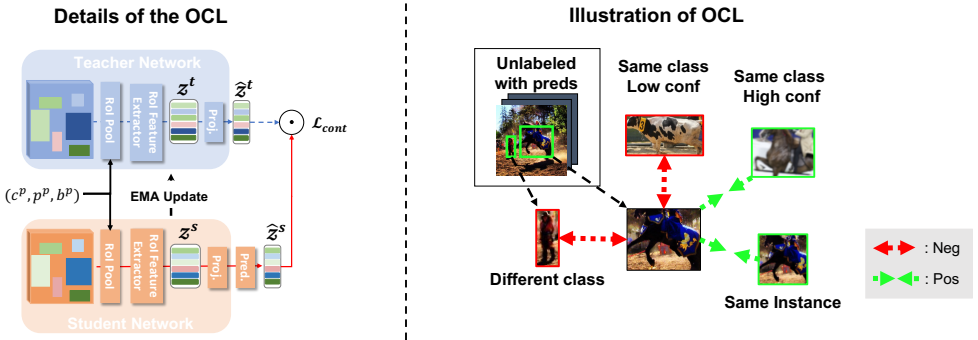 Details of the OCL
Teacher Network
RoI Pool
RoI Feature
Extractor
z^t
Proj.
ẑ^t
L_cont
(c^p, p^p, b^p)
EMA Update
RoI Pool
RoI Feature
Extractor
z^s
Proj.
Pred.
ẑ^s
Student Network
Illustration of OCL
Unlabeled
with preds
Same class
Low conf
Same class
High conf
Different class
Same Instance
: Neg
: Pos